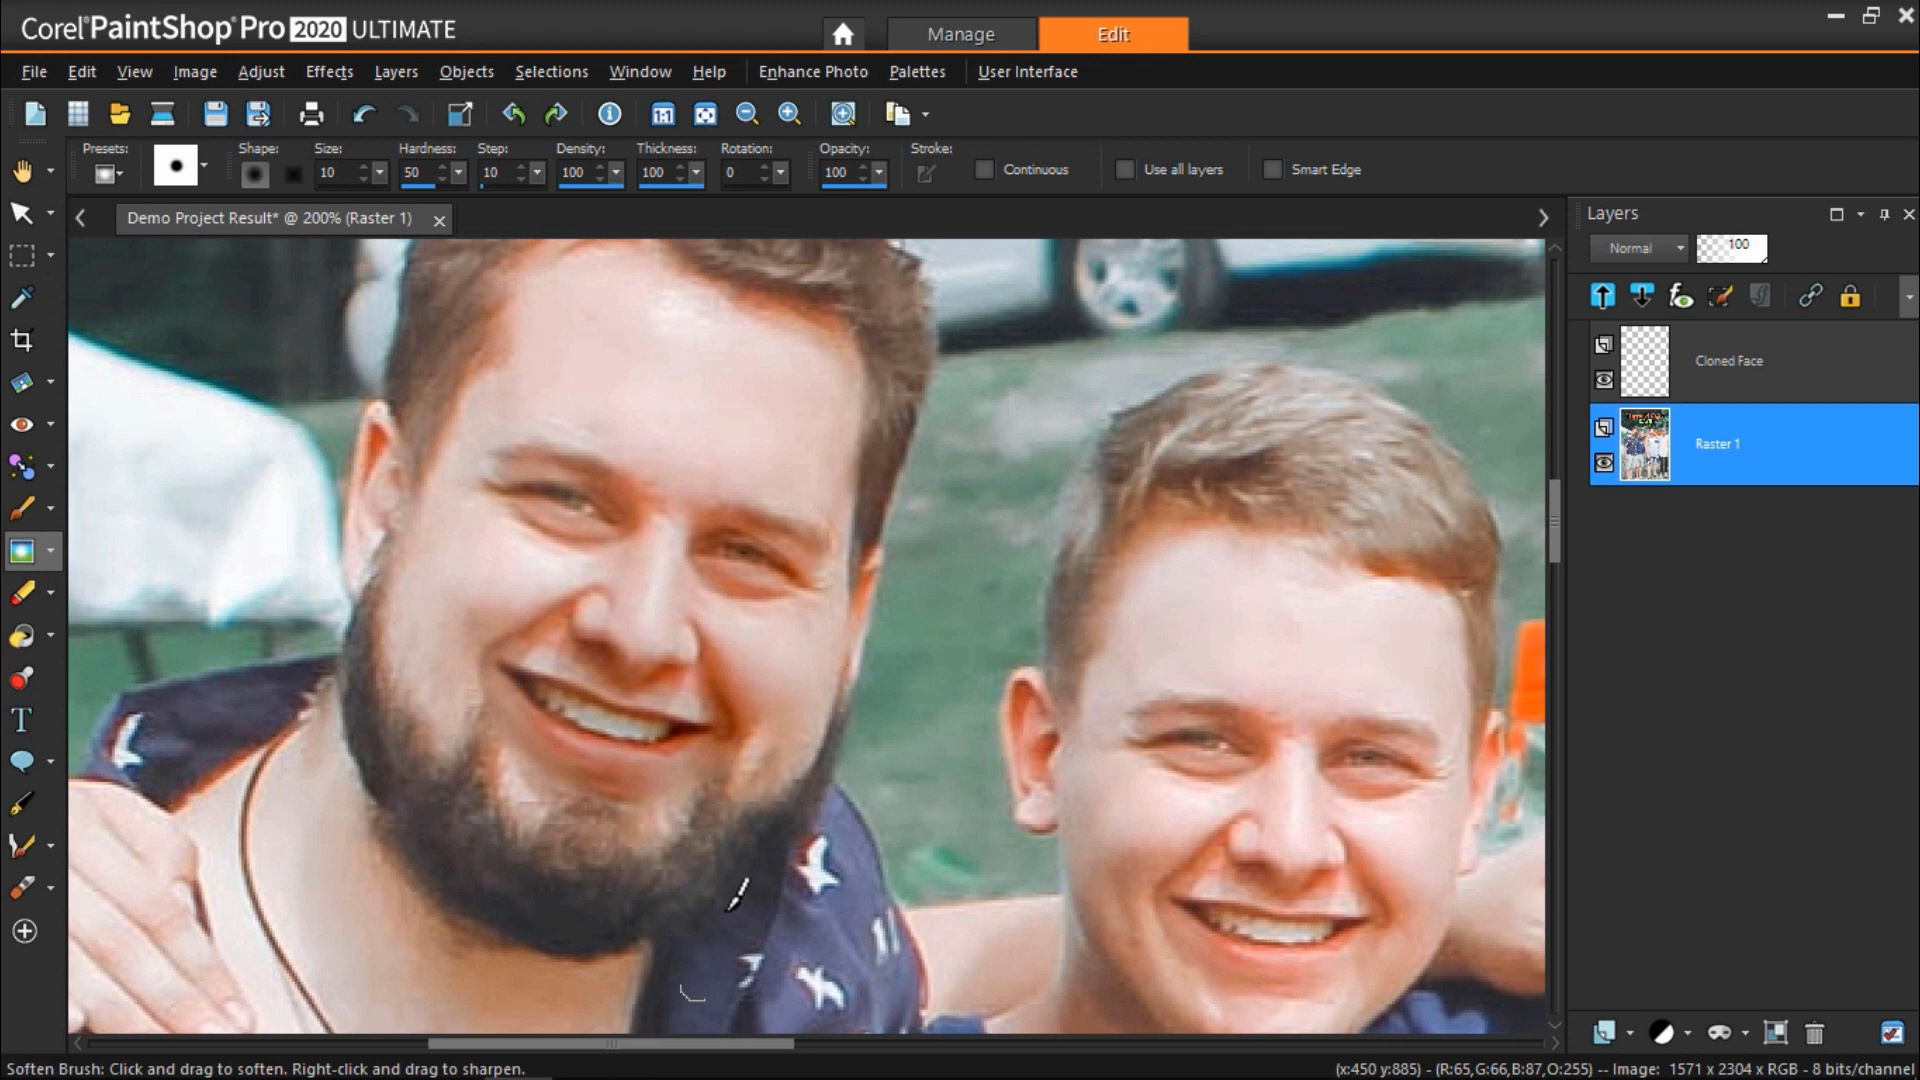 Corel PaintShop Pro 2020 ULTIMATE
Manage
Edit
File Edit View Image Adjust Effects Layers Objects Selections Window Help Enhance Photo Palettes User Interface
1:1
Presets: Shape: Size: Hardness: Step: Density: Thickness: Rotation: Opacity: Stroke:
10 50 10 100 100 0 100 Continuous Use all layers Smart Edge
Demo Project Result* @ 200% (Raster 1)
Layers
Normal 100
Cloned Face
Raster 1
Soften Brush: Click and drag to soften. Right-click and drag to sharpen.
(x:450 y:885) - (R:65,G:66,B:87,O:255) -- Image: 1571 x 2304 x RGB - 8 bits/channel